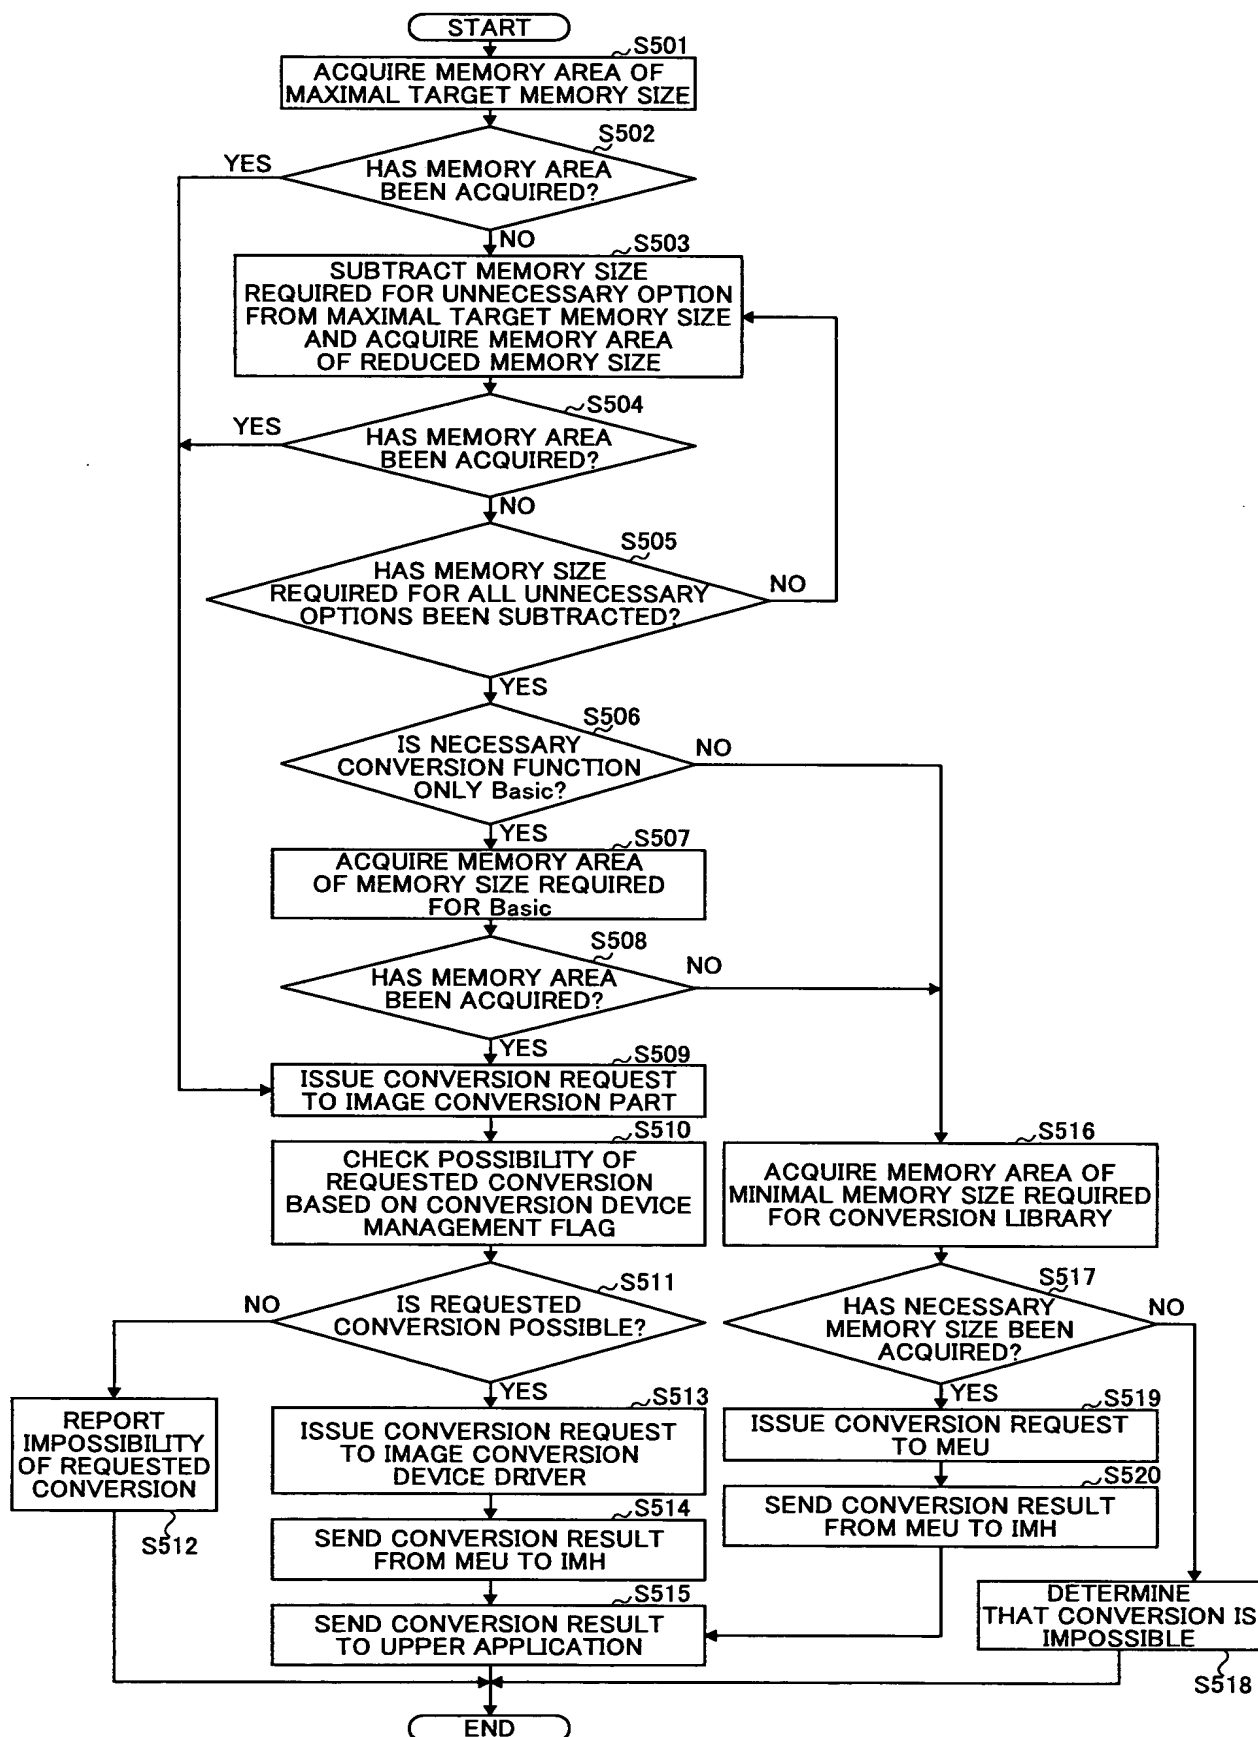 START
S501
ACQUIRE MEMORY AREA OF
MAXIMAL TARGET MEMORY SIZE
S502
YES
HAS MEMORY AREA
BEEN ACQUIRED?
NO
S503
SUBTRACT MEMORY SIZE
REQUIRED FOR UNNECESSARY OPTION
FROM MAXIMAL TARGET MEMORY SIZE
AND ACQUIRE MEMORY AREA
OF REDUCED MEMORY SIZE
S504
YES
HAS MEMORY AREA
BEEN ACQUIRED?
NO
S505
HAS MEMORY SIZE
REQUIRED FOR ALL UNNECESSARY
OPTIONS BEEN SUBTRACTED?
NO
YES
S506
IS NECESSARY
CONVERSION FUNCTION
ONLY Basic?
NO
YES
S507
ACQUIRE MEMORY AREA
OF MEMORY SIZE REQUIRED
FOR Basic
S508
HAS MEMORY AREA
BEEN ACQUIRED?
NO
YES
S509
ISSUE CONVERSION REQUEST
TO IMAGE CONVERSION PART
S510
CHECK POSSIBILITY OF
REQUESTED CONVERSION
BASED ON CONVERSION DEVICE
MANAGEMENT FLAG
S516
ACQUIRE MEMORY AREA OF
MINIMAL MEMORY SIZE REQUIRED
FOR CONVERSION LIBRARY
S511
NO
IS REQUESTED
CONVERSION POSSIBLE?
YES
S517
HAS NECESSARY
MEMORY SIZE BEEN
ACQUIRED?
NO
YES
REPORT
IMPOSSIBILITY
OF REQUESTED
CONVERSION
S512
S513
ISSUE CONVERSION REQUEST
TO IMAGE CONVERSION
DEVICE DRIVER
S519
ISSUE CONVERSION REQUEST
TO MEU
S514
SEND CONVERSION RESULT
FROM MEU TO IMH
S520
SEND CONVERSION RESULT
FROM MEU TO IMH
S515
SEND CONVERSION RESULT
TO UPPER APPLICATION
DETERMINE
THAT CONVERSION IS
IMPOSSIBLE
S518
END